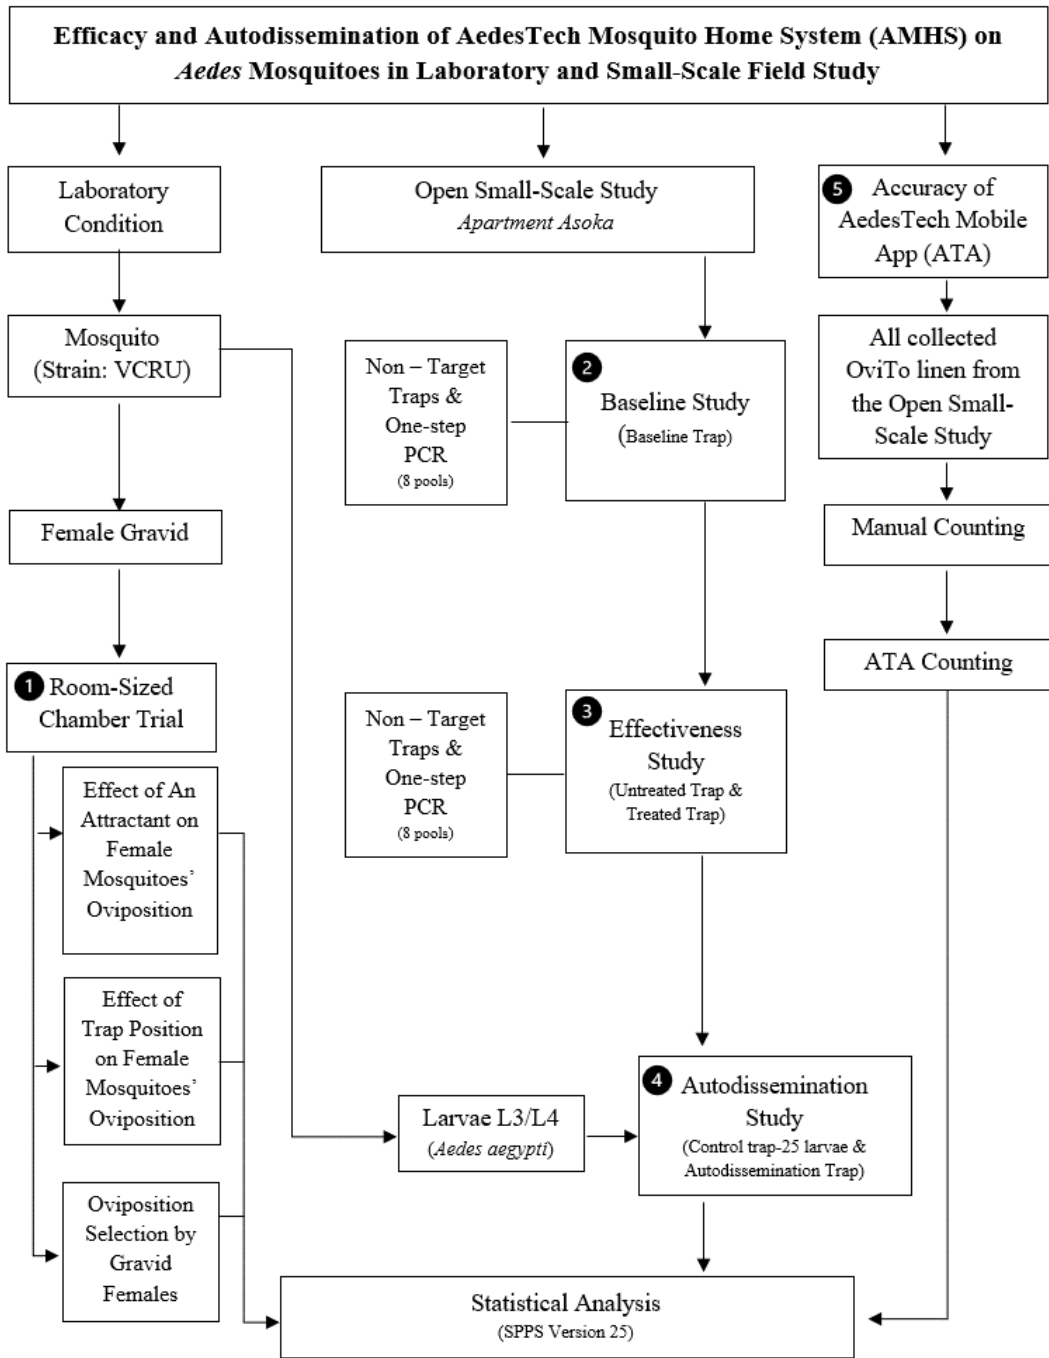 Efficacy and Autodissemination of AedesTech Mosquito Home System (AMHS) on
Aedes Mosquitoes in Laboratory and Small-Scale Field Study
Laboratory
Condition
Mosquito
(Strain: VCRU)
Female Gravid
1 Room-Sized
Chamber Trial
Effect of An
Attractant on
Female
Mosquitoes’
Oviposition
Effect of
Trap Position
on Female
Mosquitoes’
Oviposition
Oviposition
Selection by
Gravid
Females
Open Small-Scale Study
Apartment Asoka
Non – Target
Traps &
One-step
PCR
(8 pools)
2
Baseline Study
(Baseline Trap)
Non – Target
Traps &
One-step
PCR
(8 pools)
3
Effectiveness
Study
(Untreated Trap &
Treated Trap)
Larvae L3/L4
(Aedes aegypti)
4 Autodissemination
Study
(Control trap-25 larvae &
Autodissemination Trap)
5 Accuracy of
AedesTech Mobile
App (ATA)
All collected
OviTo linen from
the Open Small-
Scale Study
Manual Counting
ATA Counting
Statistical Analysis
(SPPS Version 25)